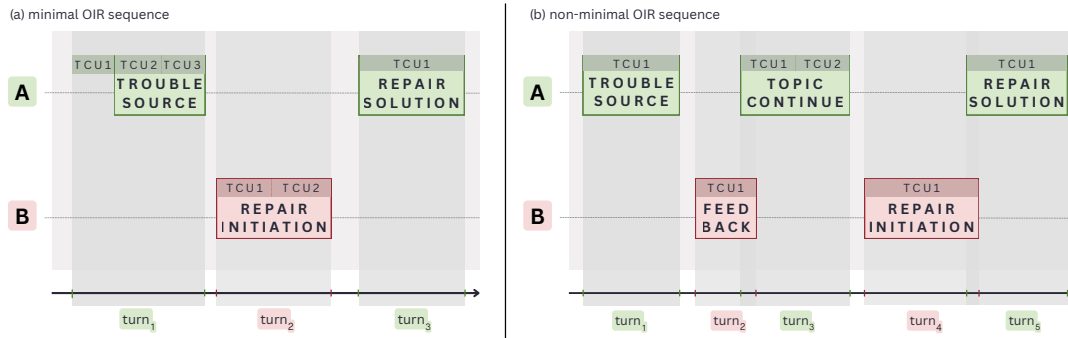 (a) minimal OIR sequence
TCU1 TCU2 TCU3
TROUBLE
SOURCE
TCU1
REPAIR
SOLUTION
A
TCU1 TCU2
REPAIR
INITIATION
B
turn1
turn2
turn3
(b) non-minimal OIR sequence
TCU1
TROUBLE
SOURCE
TCU1 TCU2
TOPIC
CONTINUE
TCU1
REPAIR
SOLUTION
A
TCU1
FEED
BACK
TCU1
REPAIR
INITIATION
B
turn1
turn2
turn3
turn4
turn5